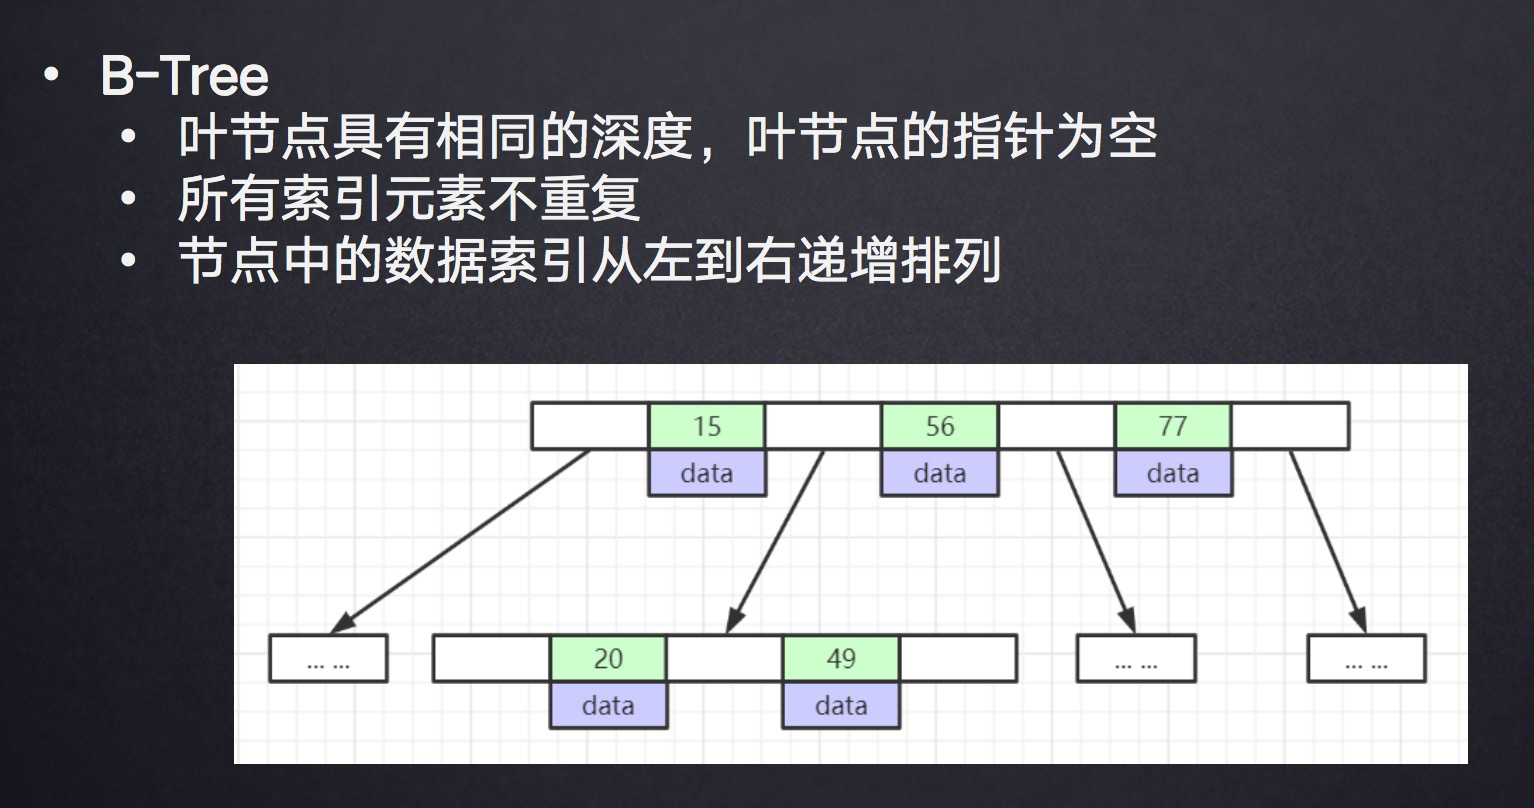 • B-Tree
• 叶节点具有相同的深度，叶节点的指针为空
• 所有索引元素不重复
• 节点中的数据索引从左到右递增排列
15 56 77
data data data
... ... 20 49 ... ... ... ...
data data